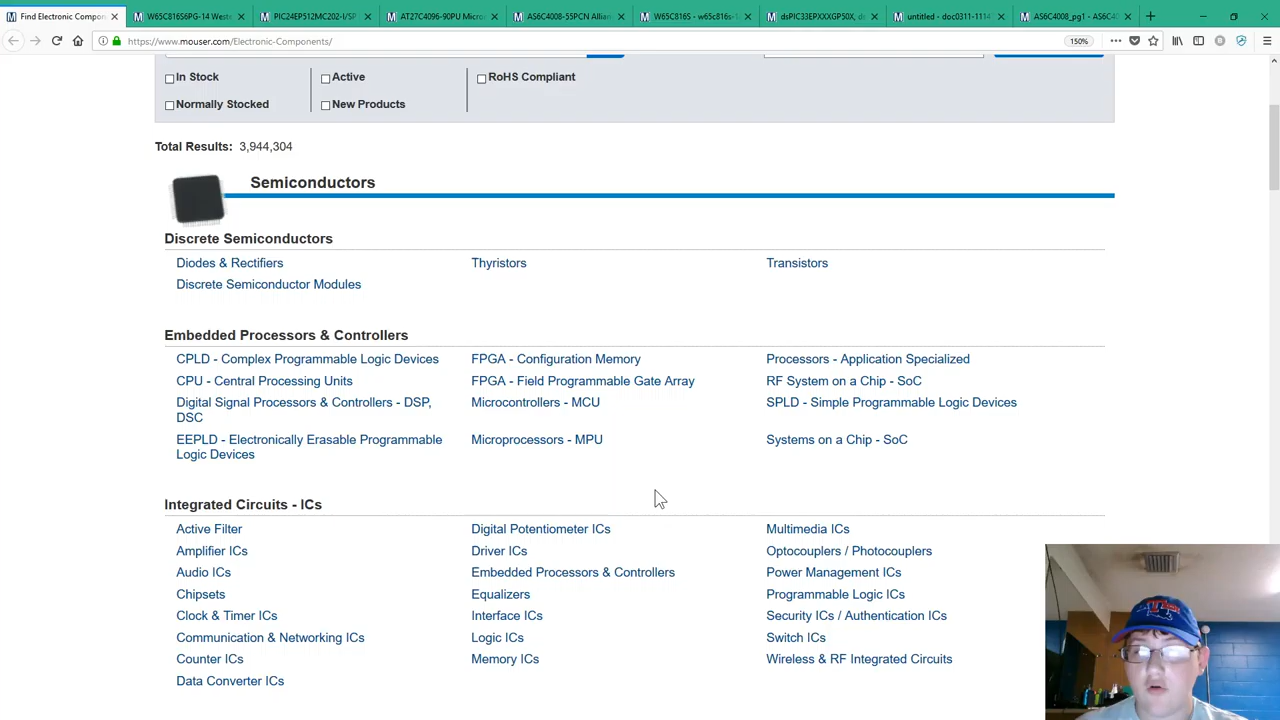 Find Electronic Compon
W65C816S6PG-14 Weste
PIC24EP512MC202-I/SP
AT27C4096-90PU Microc
AS6C4008-55PCN Allian
W65C816S - w65c816s-1
dsPIC33EPXXXGP50X, ds
untitled - doc0311-1114
AS6C4008_pg1 - AS6C4
https://www.mouser.com/Electronic-Components/
150%
In Stock
Active
RoHS Compliant
Normally Stocked
New Products
Total Results: 3,944,304
Semiconductors
Discrete Semiconductors
Diodes & Rectifiers
Thyristors
Transistors
Discrete Semiconductor Modules
Embedded Processors & Controllers
CPLD - Complex Programmable Logic Devices
FPGA - Configuration Memory
Processors - Application Specialized
CPU - Central Processing Units
FPGA - Field Programmable Gate Array
RF System on a Chip - SoC
Digital Signal Processors & Controllers - DSP,
DSC
Microcontrollers - MCU
SPLD - Simple Programmable Logic Devices
EEPLD - Electronically Erasable Programmable
Logic Devices
Microprocessors - MPU
Systems on a Chip - SoC
Integrated Circuits - ICs
Active Filter
Digital Potentiometer ICs
Multimedia ICs
Amplifier ICs
Driver ICs
Optocouplers / Photocouplers
Audio ICs
Embedded Processors & Controllers
Power Management ICs
Chipsets
Equalizers
Programmable Logic ICs
Clock & Timer ICs
Interface ICs
Security ICs / Authentication ICs
Communication & Networking ICs
Logic ICs
Switch ICs
Counter ICs
Memory ICs
Wireless & RF Integrated Circuits
Data Converter ICs